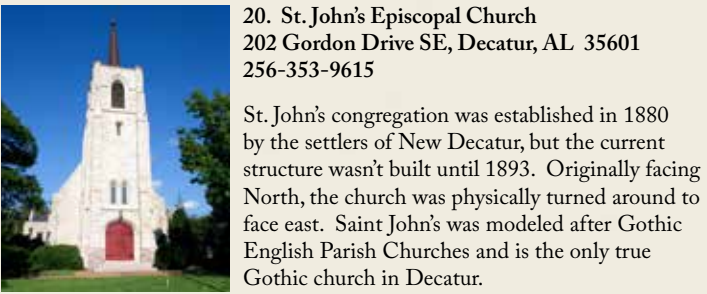 20. St. John's Episcopal Church
202 Gordon Drive SE, Decatur, AL 35601
256-353-9615
St. John's congregation was established in 1880
by the settlers of New Decatur, but the current
structure wasn't built until 1893. Originally facing
North, the church was physically turned around to
face east. Saint John's was modeled after Gothic
English Parish Churches and is the only true
Gothic church in Decatur.